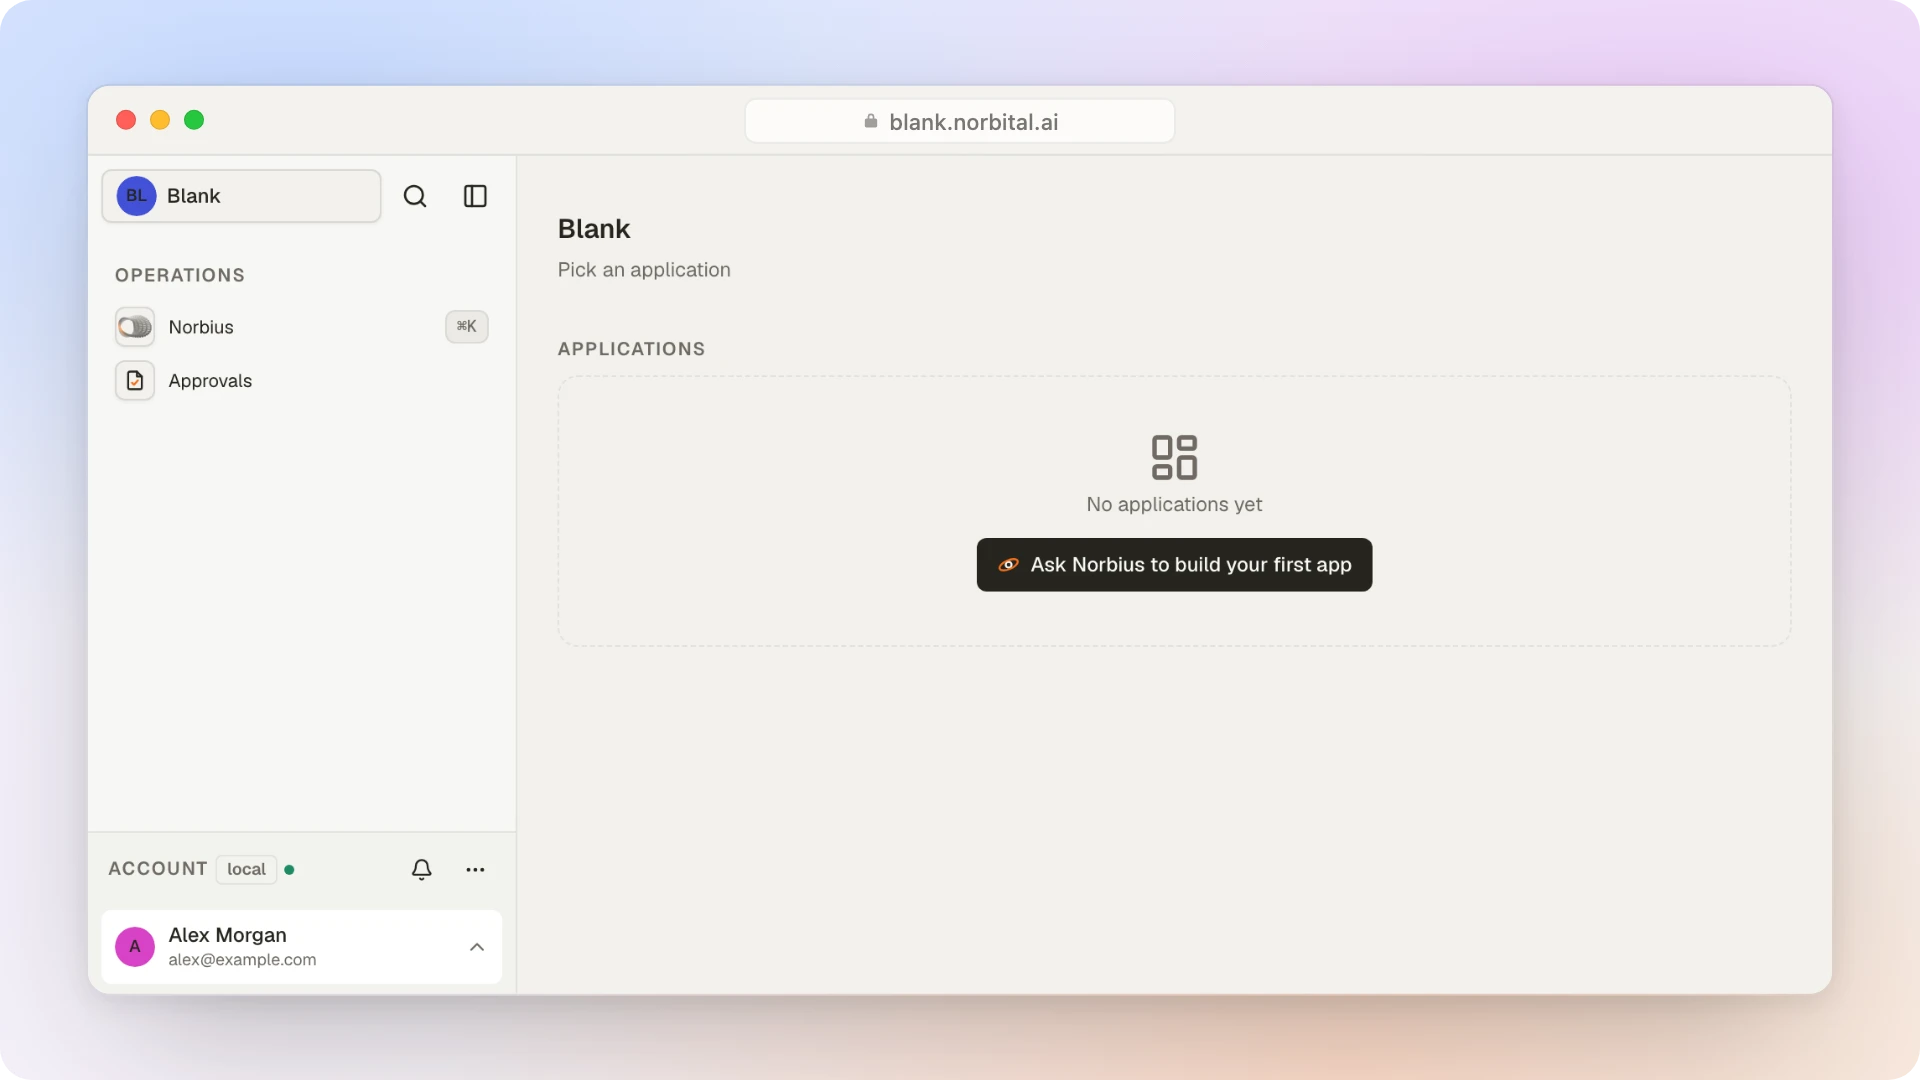 blank.norbital.ai
BL Blank
OPERATIONS
Norbius ⌘K
Approvals
Blank
Pick an application
APPLICATIONS
No applications yet
Ask Norbius to build your first app
ACCOUNT local
A
Alex Morgan
alex@example.com